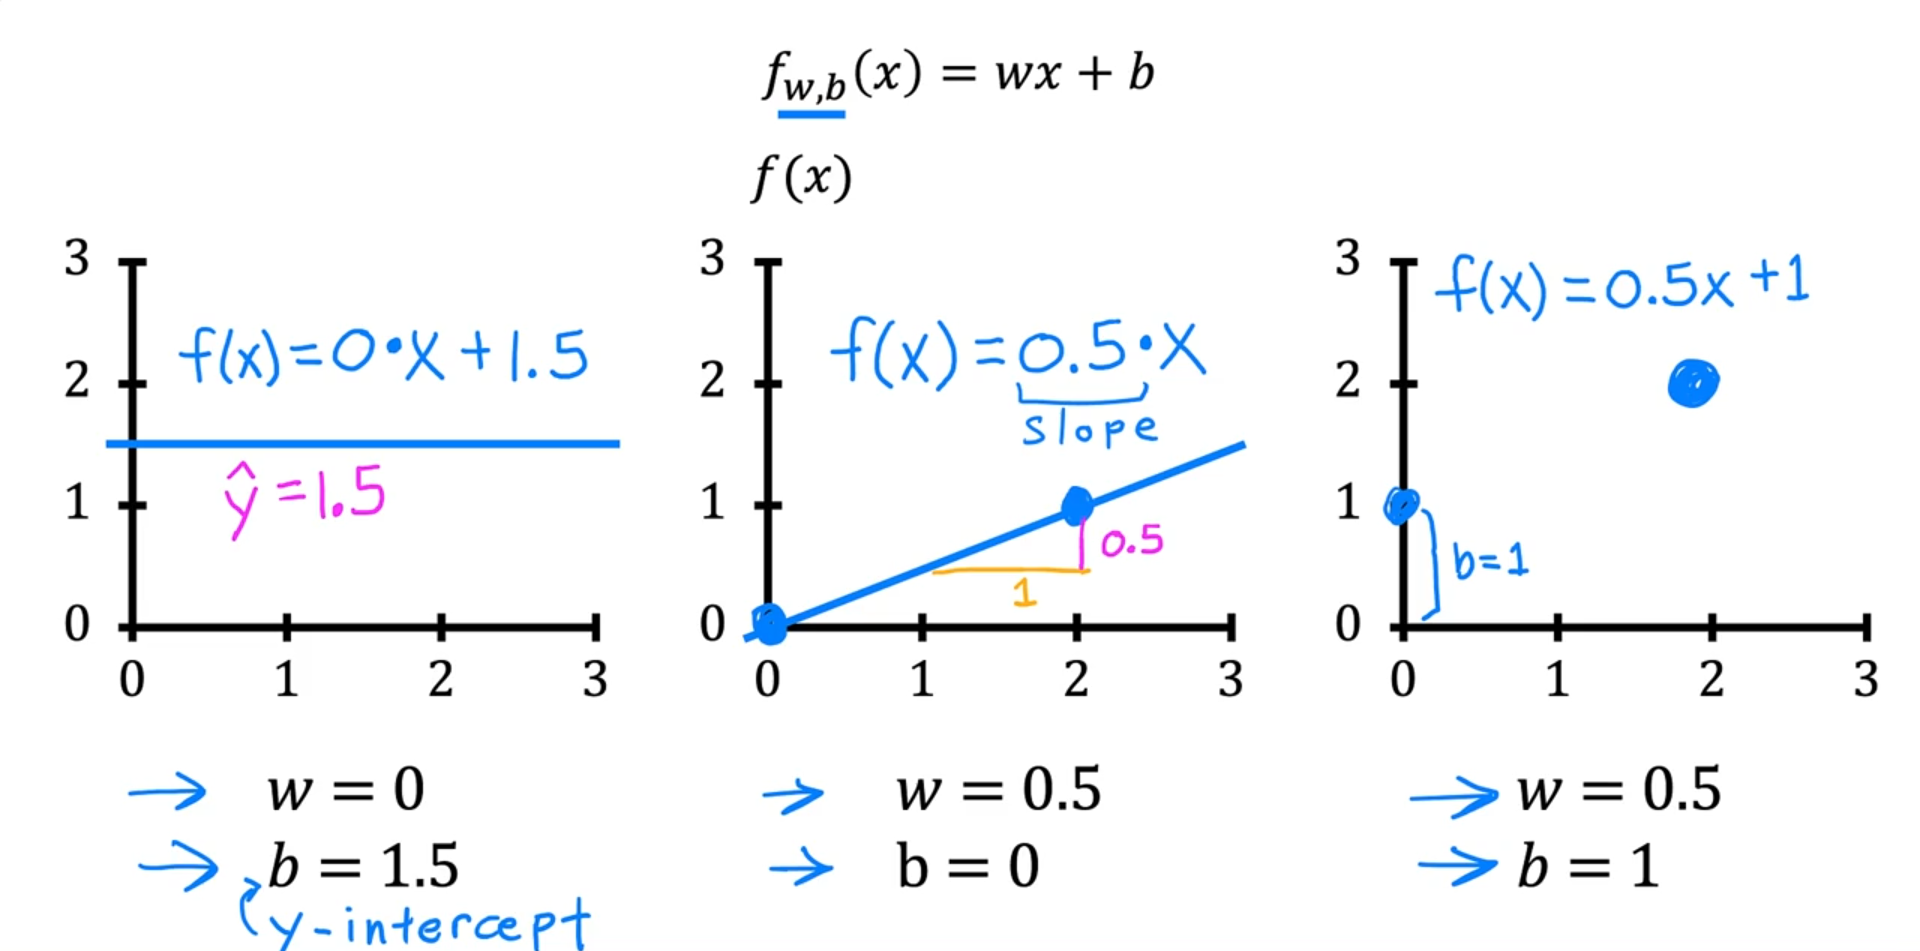 f_{w,b}(x) = wx + b
f(x)
3
2
1
0
0 1 2 3
f(x)=0·x+1.5
ŷ=1.5
w = 0
b = 1.5
y-intercept
3
2
1
0
0 1 2 3
f(x)=0.5·x
slope
0.5
1
w = 0.5
b = 0
3
2
1
0
0 1 2 3
f(x)=0.5x+1
b=1
w = 0.5
b = 1